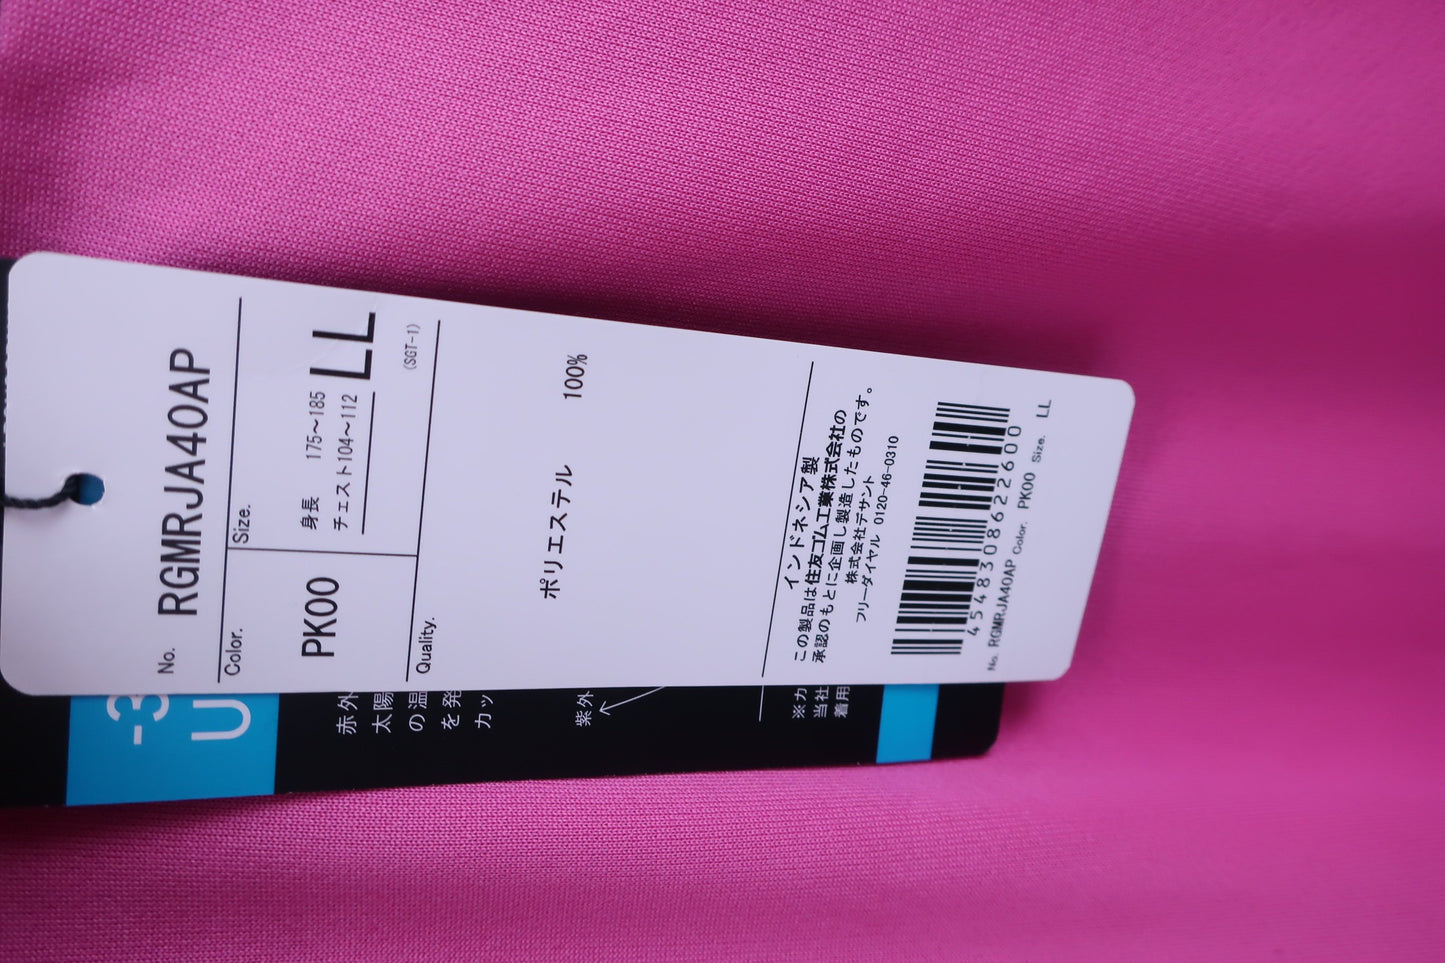 No. RGMRJA40AP
Color.
PK00
Size.
身長 175～185
チェスト104～112
LL
(SGT-1)
Quality.
ポリエステル 100%
インドネシア製
この製品は住友ゴム工業株式会社の
承認のもとに企画し製造したものです。
株式会社デサント
フリーダイヤル 0120-46-0310
4548308622600
No. RGMRJA40AP Color. PK00 Size. LL
-3
U
赤外
太陽
の温
を発
カッ
紫外
※カ
当社
着用